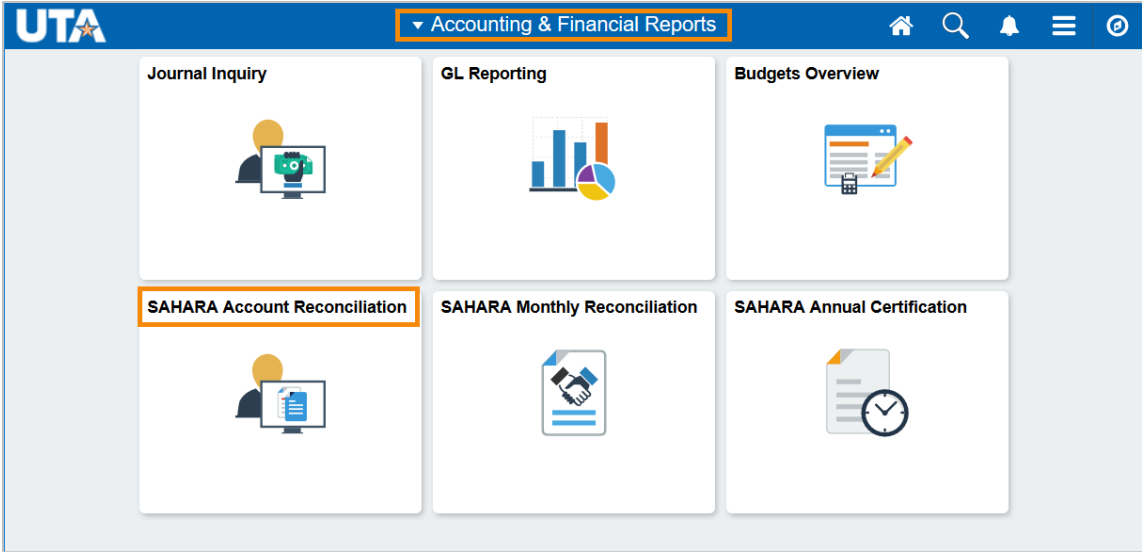 UTA
Accounting & Financial Reports
Journal Inquiry
GL Reporting
Budgets Overview
SAHARA Account Reconciliation
SAHARA Monthly Reconciliation
SAHARA Annual Certification